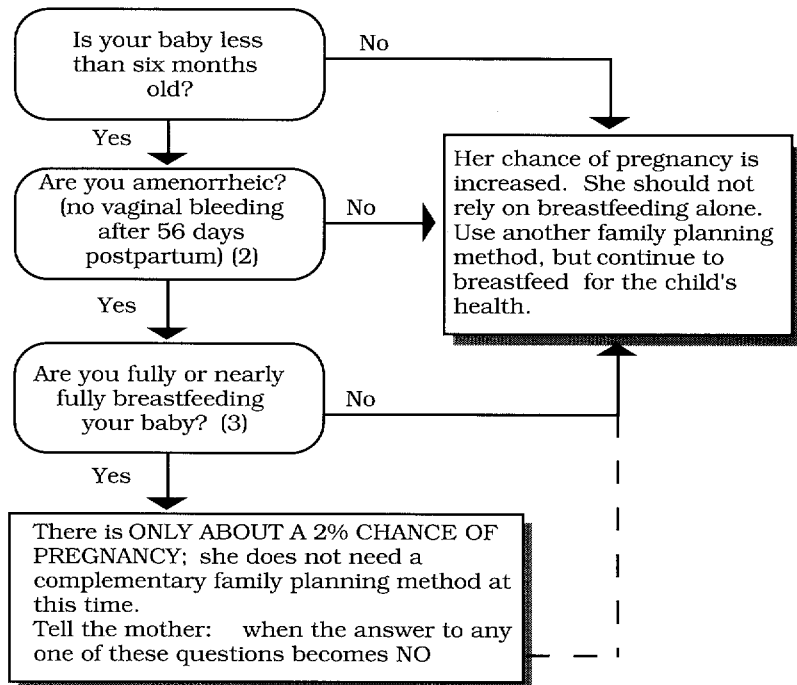 Is your baby less
than six months
old?
No
Yes
Are you amenorrheic?
(no vaginal bleeding
after 56 days
postpartum) (2)
No
Her chance of pregnancy is
increased. She should not
rely on breastfeeding alone.
Use another family planning
method, but continue to
breastfeed for the child's
health.
Yes
Are you fully or nearly
fully breastfeeding
your baby? (3)
No
Yes
There is ONLY ABOUT A 2% CHANCE OF
PREGNANCY; she does not need a
complementary family planning method at
this time.
Tell the mother: when the answer to any
one of these questions becomes NO